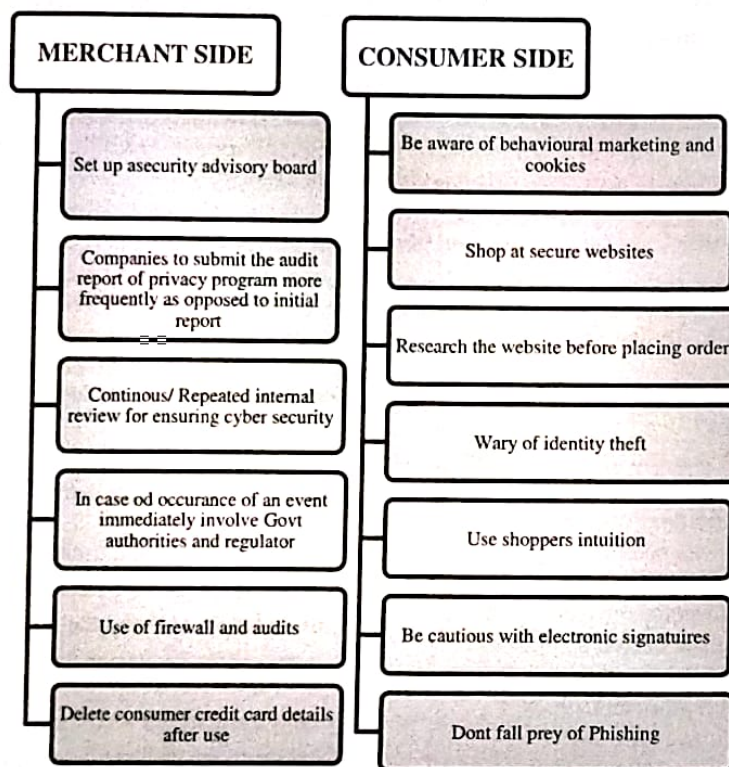 MERCHANT SIDE
Set up asecurity advisory board
Companies to submit the audit
report of privacy program more
frequently as opposed to initial
report
Continous/ Repeated internal
review for ensuring cyber security
In case od occurance of an event
immediately involve Govt
authorities and regulator
Use of firewall and audits
Delete consumer credit card details
after use
CONSUMER SIDE
Be aware of behavioural marketing and
cookies
Shop at secure websites
Research the website before placing order
Wary of identity theft
Use shoppers intuition
Be cautious with electronic signatuires
Dont fall prey of Phishing